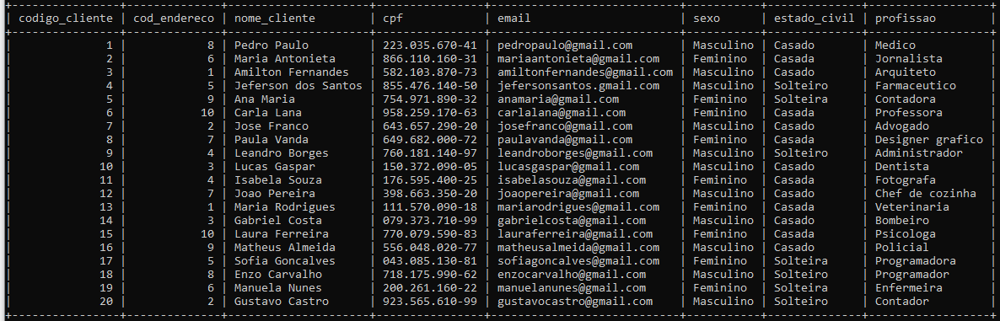 codigo_cliente | cod_endereco | nome_cliente | cpf | email | sexo | estado_civil | profissao
1 | 8 | Pedro Paulo | 223.035.670-41 | pedropaulo@gmail.com | Masculino | Casado | Medico
2 | 6 | Maria Antonieta | 866.110.160-31 | mariaantonieta@gmail.com | Feminino | Casada | Jornalista
3 | 1 | Amilton Fernandes | 582.103.870-73 | amiltonfernandes@gmail.com | Masculino | Casado | Arquiteto
4 | 5 | Jeferson dos Santos | 855.476.140-50 | jefersonsantos.gmail.com | Masculino | Solteiro | Farmaceutico
5 | 9 | Ana Maria | 754.971.890-32 | anamaria@gmail.com | Feminino | Solteira | Contadora
6 | 10 | Carla Lana | 958.259.170-63 | carlalana@gmail.com | Feminino | Casada | Professora
7 | 2 | Jose Franco | 643.657.290-20 | josefranco@gmail.com | Masculino | Casado | Advogado
8 | 7 | Paula Vanda | 649.682.000-72 | paulavanda@gmail.com | Feminino | Casada | Designer grafico
9 | 4 | Leandro Borges | 760.181.140-97 | leandroborges@gmail.com | Masculino | Solteiro | Administrador
10 | 3 | Lucas Gaspar | 150.372.090-05 | lucasgaspar@gmail.com | Masculino | Casado | Dentista
11 | 4 | Isabela Souza | 176.595.400-25 | isabelasouza@gmail.com | Feminino | Casada | Fotografa
12 | 7 | Joao Pereira | 398.663.350-20 | joaopereira@gmail.com | Masculino | Casado | Chef de cozinha
13 | 1 | Maria Rodrigues | 111.570.090-18 | mariarodrigues@gmail.com | Feminino | Casada | Veterinaria
14 | 3 | Gabriel Costa | 079.373.710-99 | gabrielcosta@gmail.com | Masculino | Casado | Bombeiro
15 | 10 | Laura Ferreira | 770.079.590-83 | lauraferreira@gmail.com | Feminino | Casada | Psicologa
16 | 9 | Matheus Almeida | 556.048.020-77 | matheusalmeida@gmail.com | Masculino | Casado | Policial
17 | 5 | Sofia Goncalves | 043.085.130-81 | sofiagoncalves@gmail.com | Feminino | Solteira | Programadora
18 | 8 | Enzo Carvalho | 718.175.990-62 | enzocarvalho@gmail.com | Masculino | Solteiro | Programador
19 | 6 | Manuela Nunes | 200.261.160-22 | manuelanunes@gmail.com | Feminino | Solteira | Enfermeira
20 | 2 | Gustavo Castro | 923.565.610-99 | gustavocastro@gmail.com | Masculino | Solteiro | Contador